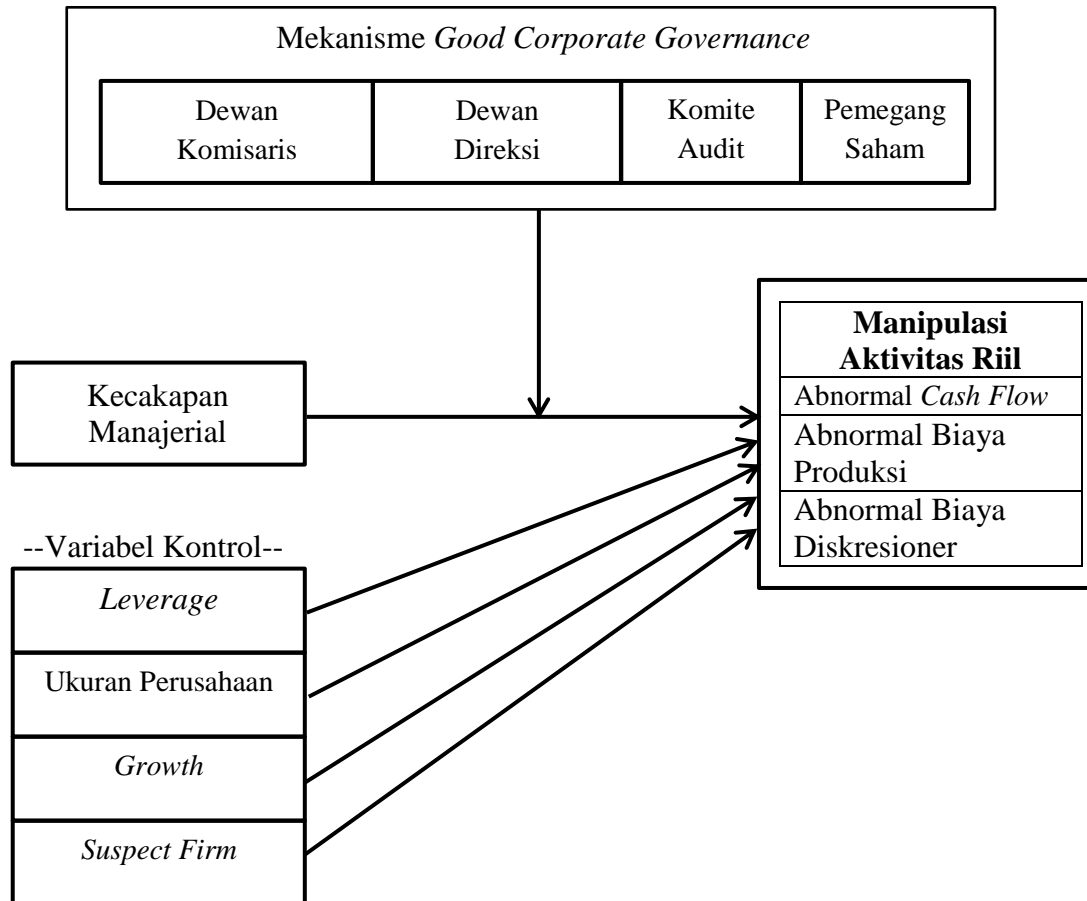 Mekanisme Good Corporate Governance
Dewan
Komisaris
Dewan
Direksi
Komite
Audit
Pemegang
Saham
Manipulasi
Aktivitas Riil
Abnormal Cash Flow
Abnormal Biaya
Produksi
Abnormal Biaya
Diskresioner
Kecakapan
Manajerial
--Variabel Kontrol--
Leverage
Ukuran Perusahaan
Growth
Suspect Firm